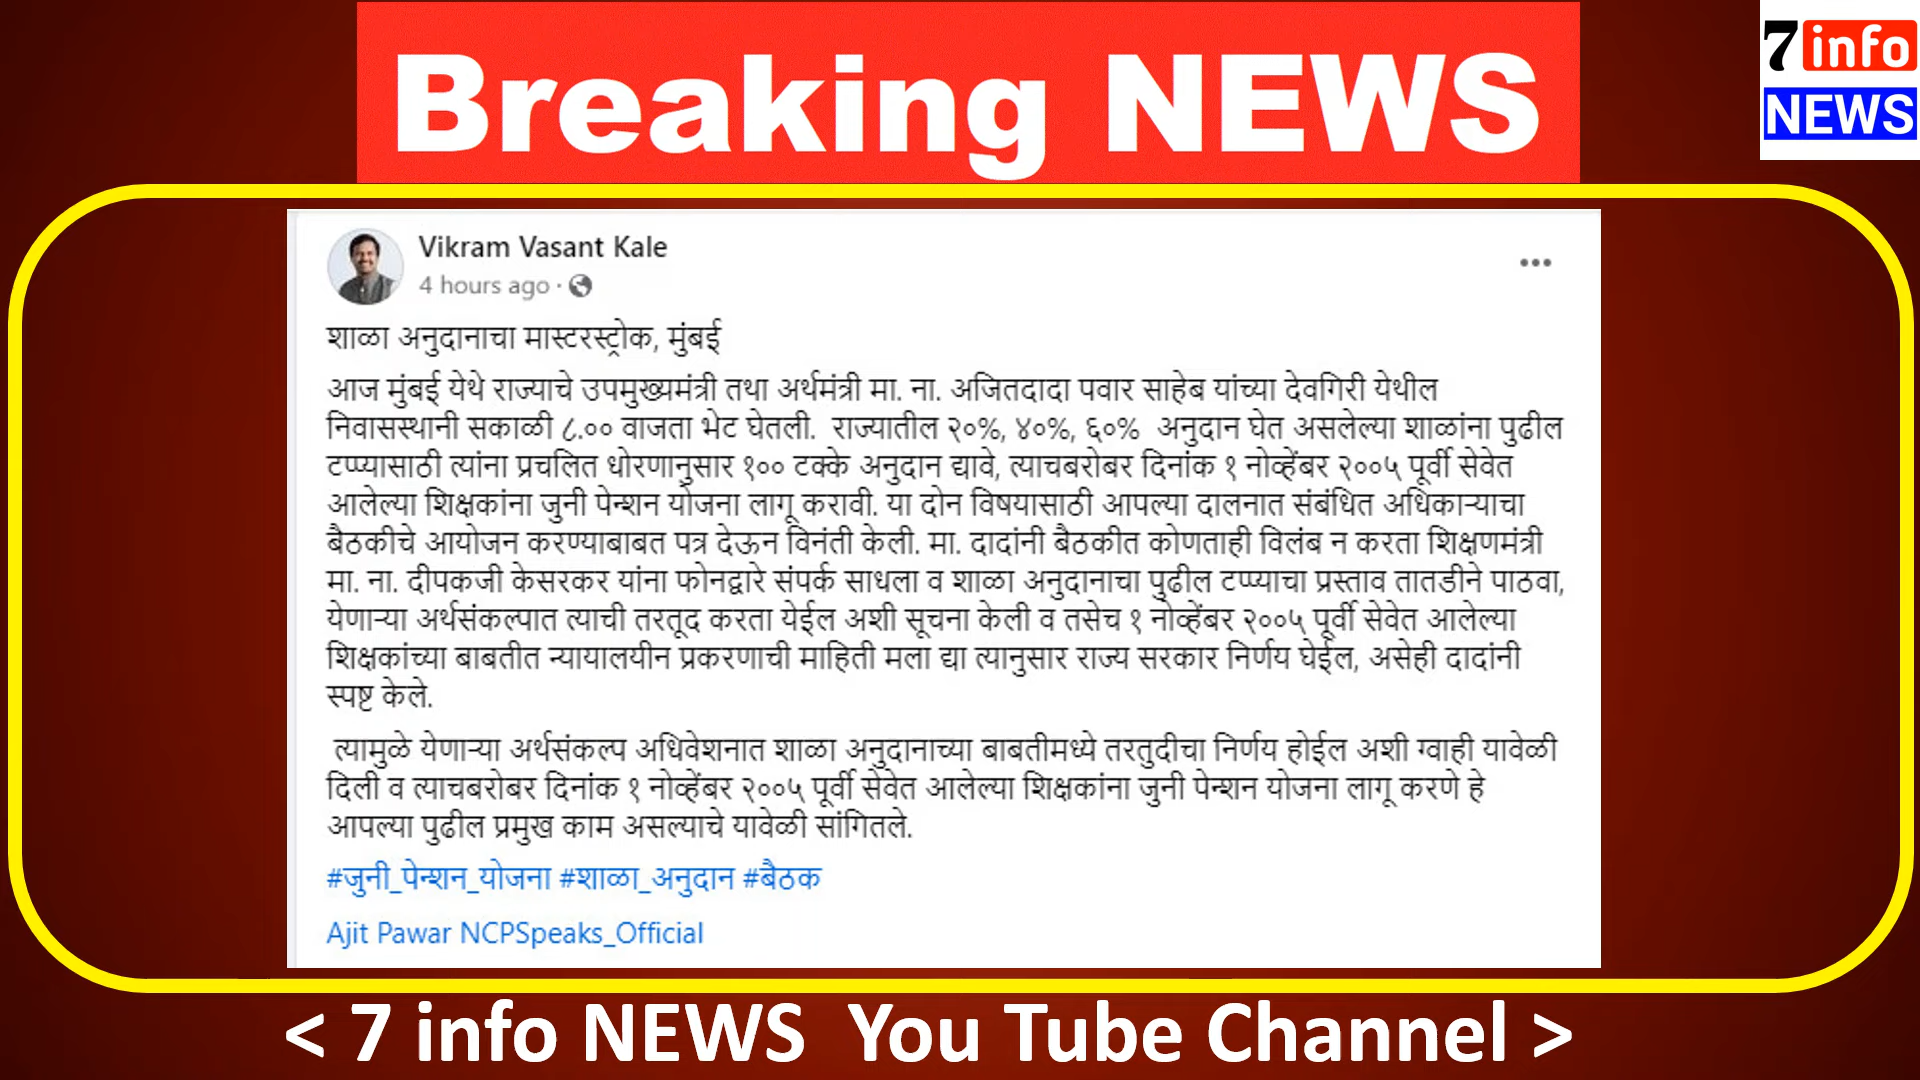 Breaking NEWS
7 info
NEWS
Vikram Vasant Kale
4 hours ago ·
शाळा अनुदानाचा मास्टरस्ट्रोक, मुंबई
आज मुंबई येथे राज्याचे उपमुख्यमंत्री तथा अर्थमंत्री मा. ना. अजितदादा पवार साहेब यांच्या देवगिरी येथील
निवासस्थानी सकाळी ८.०० वाजता भेट घेतली. राज्यातील २०%, ४०%, ६०% अनुदान घेत असलेल्या शाळांना पुढील
टप्प्यासाठी त्यांना प्रचलित धोरणानुसार १०० टक्के अनुदान द्यावे, त्याचबरोबर दिनांक १ नोव्हेंबर २००५ पूर्वी सेवेत
आलेल्या शिक्षकांना जुनी पेन्शन योजना लागू करावी. या दोन विषयासाठी आपल्या दालनात संबंधित अधिकाऱ्याचा
बैठकीचे आयोजन करण्याबाबत पत्र देऊन विनंती केली. मा. दादांनी बैठकीत कोणताही विलंब न करता शिक्षणमंत्री
मा. ना. दीपकजी केसरकर यांना फोनद्वारे संपर्क साधला व शाळा अनुदानाचा पुढील टप्प्याचा प्रस्ताव तातडीने पाठवा,
येणाऱ्या अर्थसंकल्पात त्याची तरतूद करता येईल अशी सूचना केली व तसेच १ नोव्हेंबर २००५ पूर्वी सेवेत आलेल्या
शिक्षकांच्या बाबतीत न्यायालयीन प्रकरणाची माहिती मला द्या त्यानुसार राज्य सरकार निर्णय घेईल, असेही दादांनी
स्पष्ट केले.
त्यामुळे येणाऱ्या अर्थसंकल्प अधिवेशनात शाळा अनुदानाच्या बाबतीमध्ये तरतुदीचा निर्णय होईल अशी ग्वाही यावेळी
दिली व त्याचबरोबर दिनांक १ नोव्हेंबर २००५ पूर्वी सेवेत आलेल्या शिक्षकांना जुनी पेन्शन योजना लागू करणे हे
आपल्या पुढील प्रमुख काम असल्याचे यावेळी सांगितले.
#जुनी_पेन्शन_योजना #शाळा_अनुदान #बैठक
Ajit Pawar NCPSpeaks_Official
< 7 info NEWS You Tube Channel >